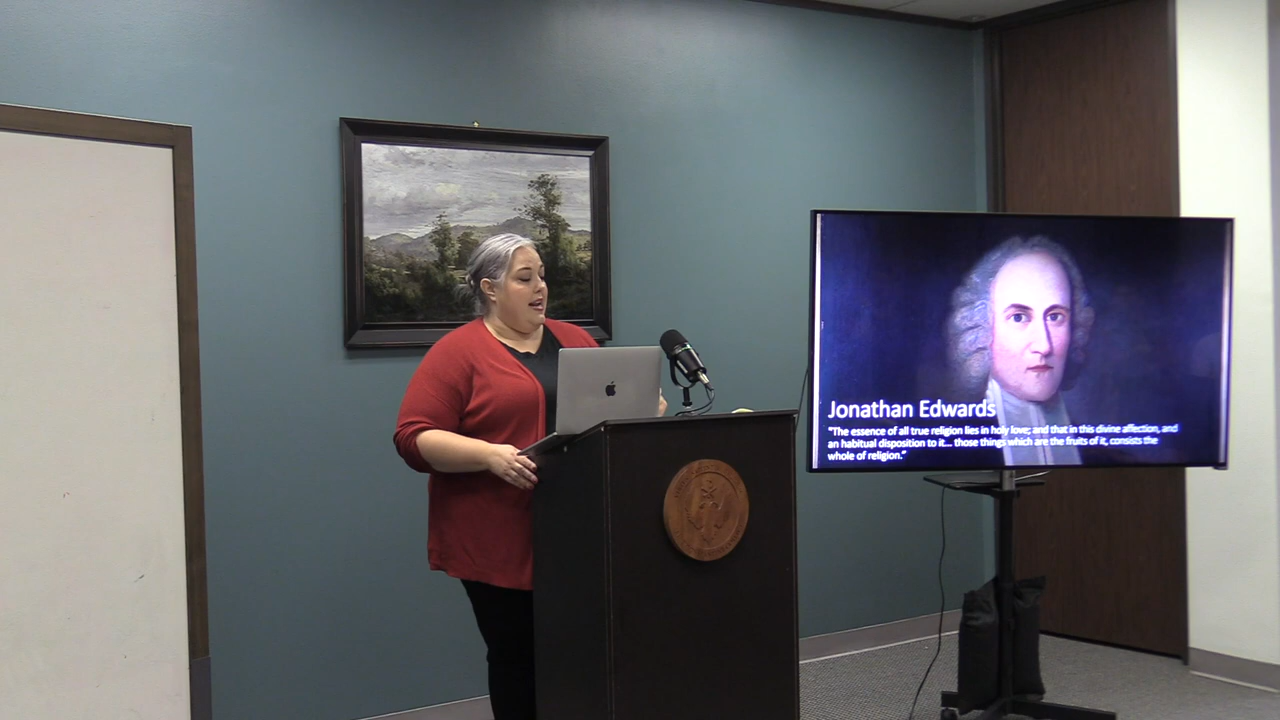 Jonathan Edwards
"The essence of all true religion lies in holy love; and that in this divine affection, and
an habitual disposition to it... those things which are the fruits of it, consists the
whole of religion."